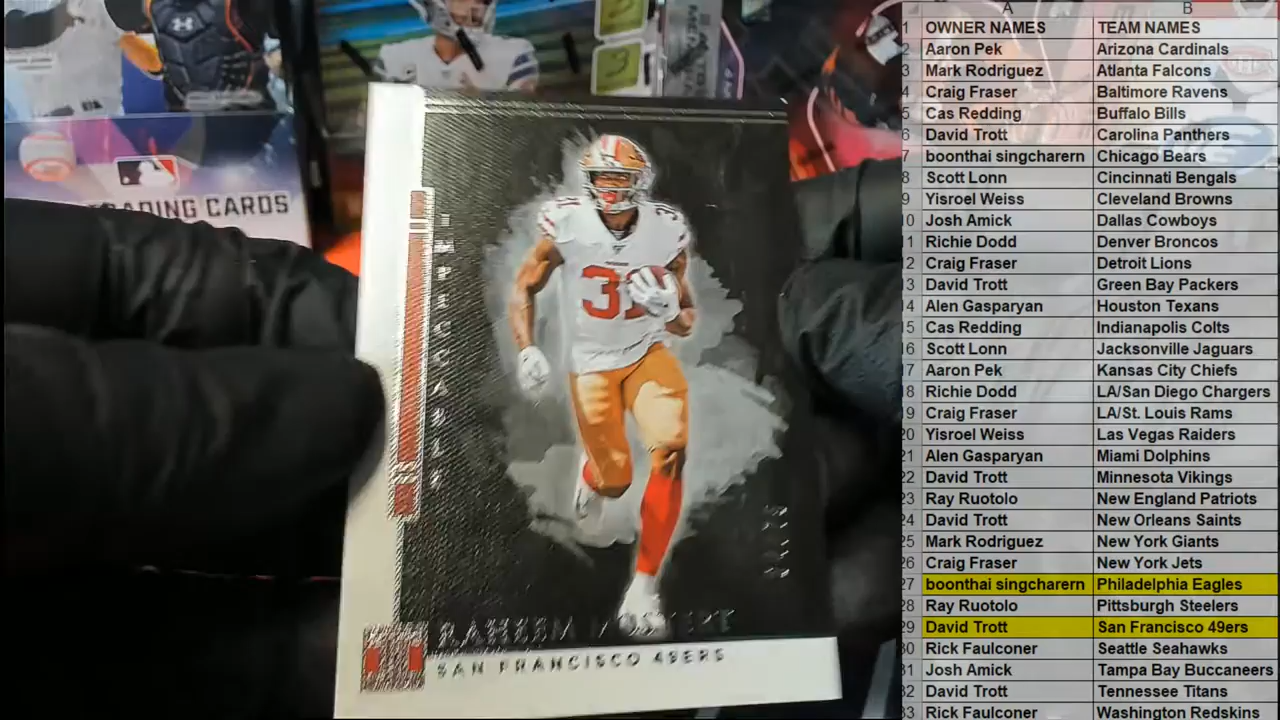 TRADING CARDS
31
31
31
IMPECCABLE
RAHEEM MOSTERT
SAN FRANCISCO 49ERS
A B
1 OWNER NAMES TEAM NAMES
2 Aaron Pek Arizona Cardinals
3 Mark Rodriguez Atlanta Falcons
4 Craig Fraser Baltimore Ravens
5 Cas Redding Buffalo Bills
6 David Trott Carolina Panthers
7 boonthai singcharern Chicago Bears
8 Scott Lonn Cincinnati Bengals
9 Yisroel Weiss Cleveland Browns
10 Josh Amick Dallas Cowboys
11 Richie Dodd Denver Broncos
12 Craig Fraser Detroit Lions
13 David Trott Green Bay Packers
14 Alen Gasparyan Houston Texans
15 Cas Redding Indianapolis Colts
16 Scott Lonn Jacksonville Jaguars
17 Aaron Pek Kansas City Chiefs
18 Richie Dodd LA/San Diego Chargers
19 Craig Fraser LA/St. Louis Rams
20 Yisroel Weiss Las Vegas Raiders
21 Alen Gasparyan Miami Dolphins
22 David Trott Minnesota Vikings
23 Ray Ruotolo New England Patriots
24 David Trott New Orleans Saints
25 Mark Rodriguez New York Giants
26 Craig Fraser New York Jets
27 boonthai singcharern Philadelphia Eagles
28 Ray Ruotolo Pittsburgh Steelers
29 David Trott San Francisco 49ers
30 Rick Faulconer Seattle Seahawks
31 Josh Amick Tampa Bay Buccaneers
32 David Trott Tennessee Titans
33 Rick Faulconer Washington Redskins